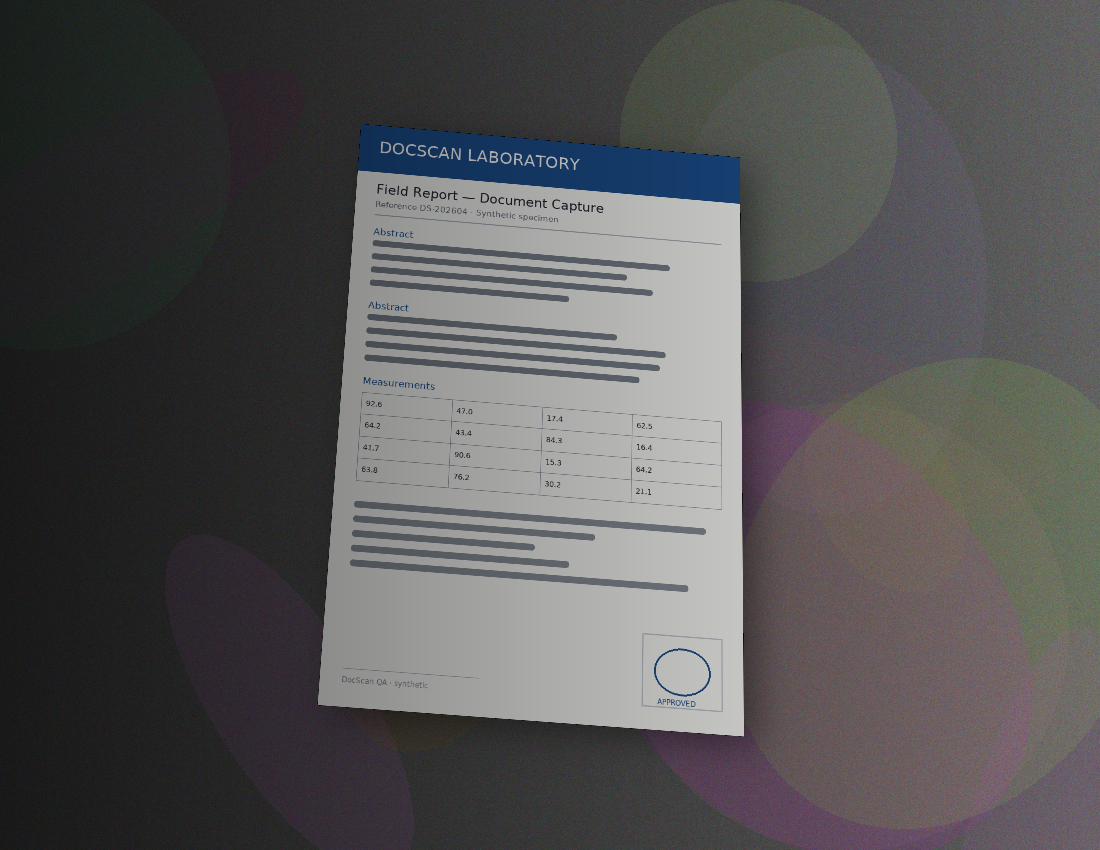 DOCSCAN LABORATORY
Field Report — Document Capture
Reference DS-202604 · Synthetic specimen
Abstract
Abstract
Measurements
92.6 47.0 17.4 62.5
64.2 43.4 84.3 16.4
41.7 90.6 15.3 64.2
63.8 76.2 30.2 21.1
APPROVED
DocScan QA · synthetic